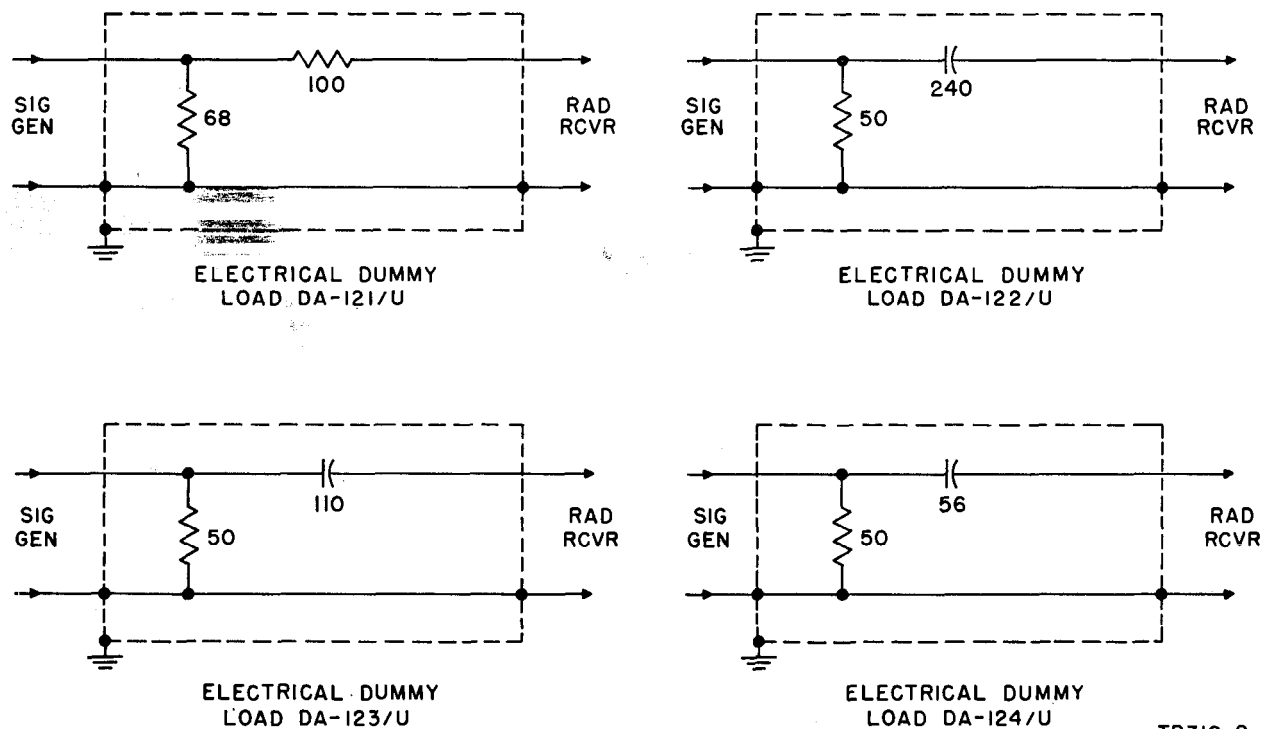 SIG
GEN
68
100
RAD
RCVR
ELECTRICAL DUMMY
LOAD DA-121/U
SIG
GEN
50
240
RAD
RCVR
ELECTRICAL DUMMY
LOAD DA-122/U
SIG
GEN
50
110
RAD
RCVR
ELECTRICAL DUMMY
LOAD DA-123/U
SIG
GEN
50
56
RAD
RCVR
ELECTRICAL DUMMY
LOAD DA-124/U